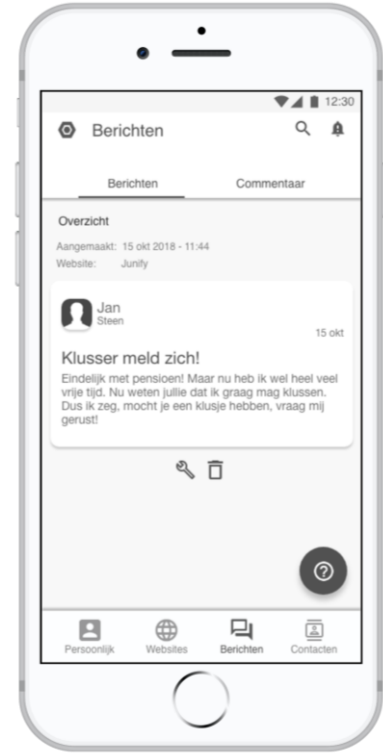 12:30
Berichten
Berichten Commentaar
Overzicht
Aangemaakt: 15 okt 2018 - 11:44
Website: Junify
Jan
Steen
15 okt
Klusser meld zich!
Eindelijk met pensioen! Maar nu heb ik wel heel veel
vrije tijd. Nu weten jullie dat ik graag mag klussen.
Dus ik zeg, mocht je een klusje hebben, vraag mij
gerust!
Persoonlijk Websites Berichten Contacten